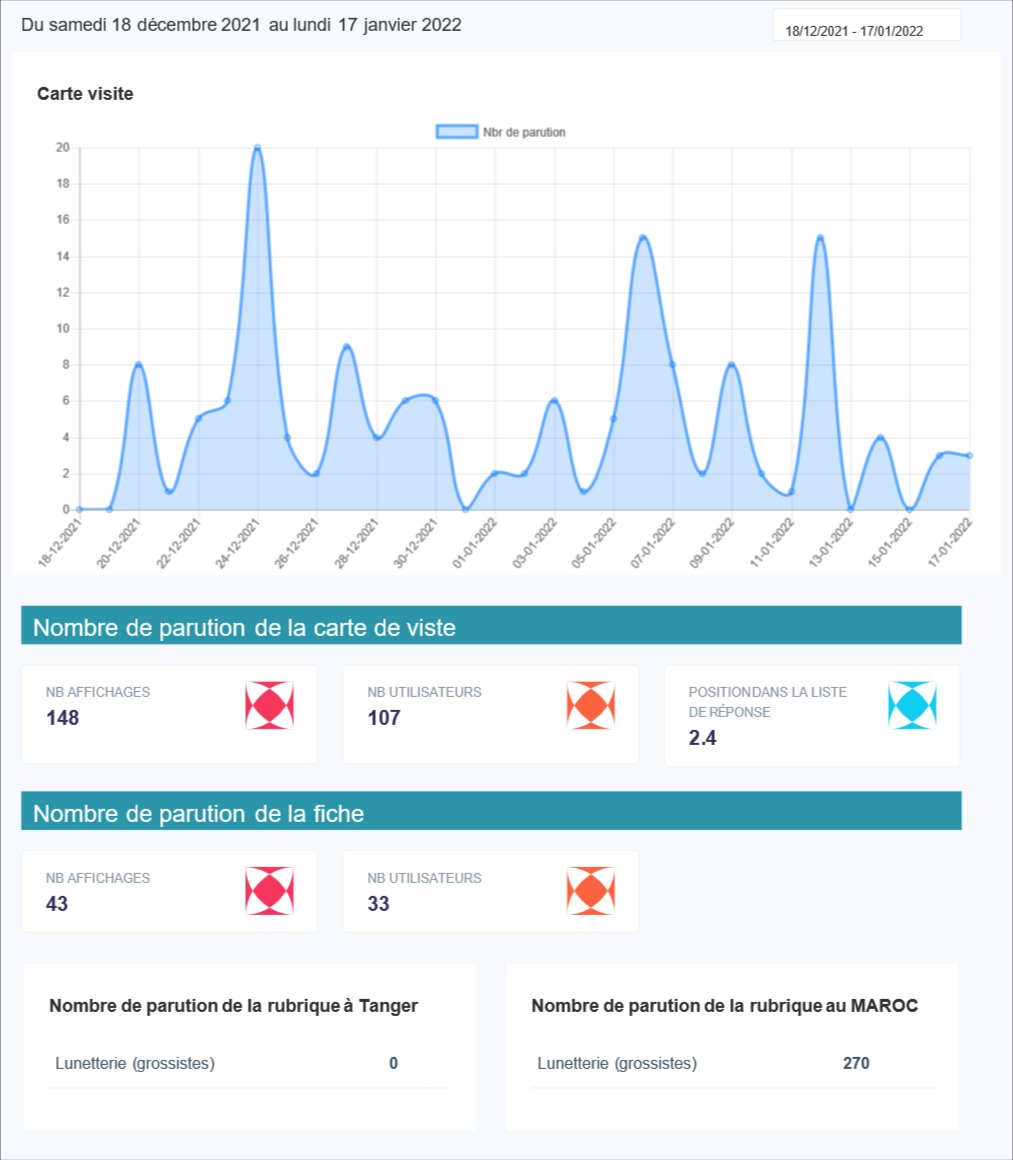 Du samedi 18 décembre 2021 au lundi 17 janvier 2022
18/12/2021 - 17/01/2022
Carte visite
Nbr de parution
20
18
16
14
12
10
8
6
4
2
0
18-12-2021
20-12-2021
22-12-2021
24-12-2021
26-12-2021
28-12-2021
30-12-2021
01-01-2022
03-01-2022
05-01-2022
07-01-2022
09-01-2022
11-01-2022
13-01-2022
15-01-2022
17-01-2022
Nombre de parution de la carte de viste
NB AFFICHAGES
148
NB UTILISATEURS
107
POSITIONDANS LA LISTE
DE RÉPONSE
2.4
Nombre de parution de la fiche
NB AFFICHAGES
43
NB UTILISATEURS
33
Nombre de parution de la rubrique à Tanger
Lunetterie (grossistes) 0
Nombre de parution de la rubrique au MAROC
Lunetterie (grossistes) 270